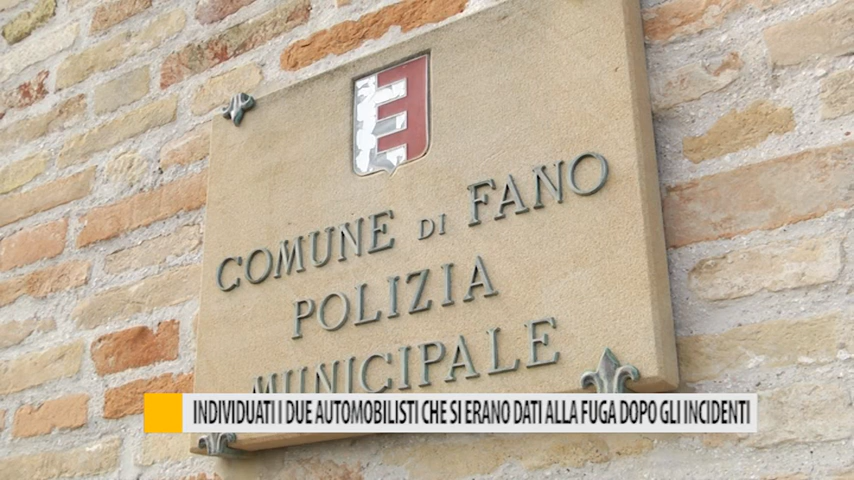 COMUNE DI FANO
POLIZIA
MUNICIPALE
INDIVIDUATI I DUE AUTOMOBILISTI CHE SI ERANO DATI ALLA FUGA DOPO GLI INCIDENTI